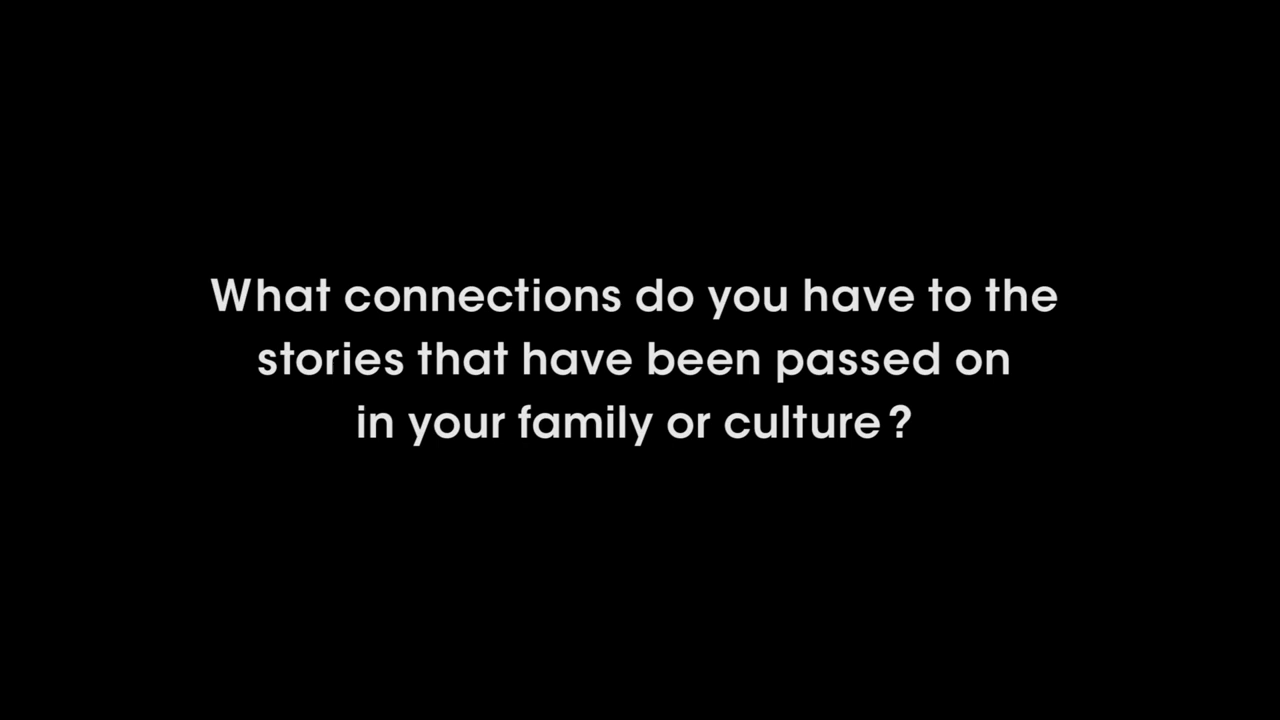 What connections do you have to the
stories that have been passed on
in your family or culture?